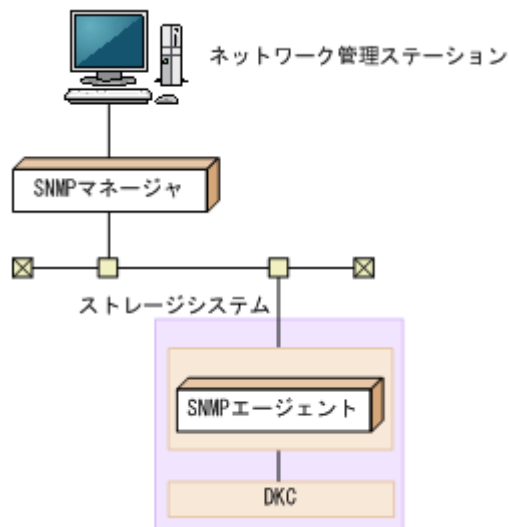 ネットワーク管理ステーション
SNMPマネージャ
ストレージシステム
SNMPエージェント
DKC